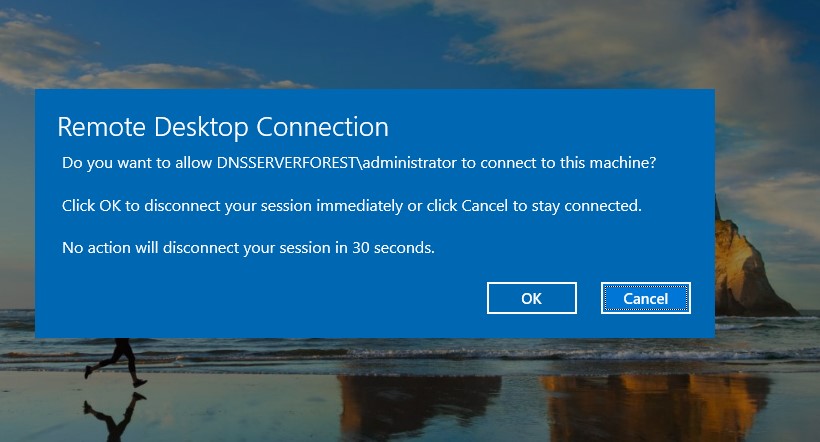 Remote Desktop Connection
Do you want to allow DNSSERVERFOREST\administrator to connect to this machine?
Click OK to disconnect your session immediately or click Cancel to stay connected.
No action will disconnect your session in 30 seconds.
OK
Cancel